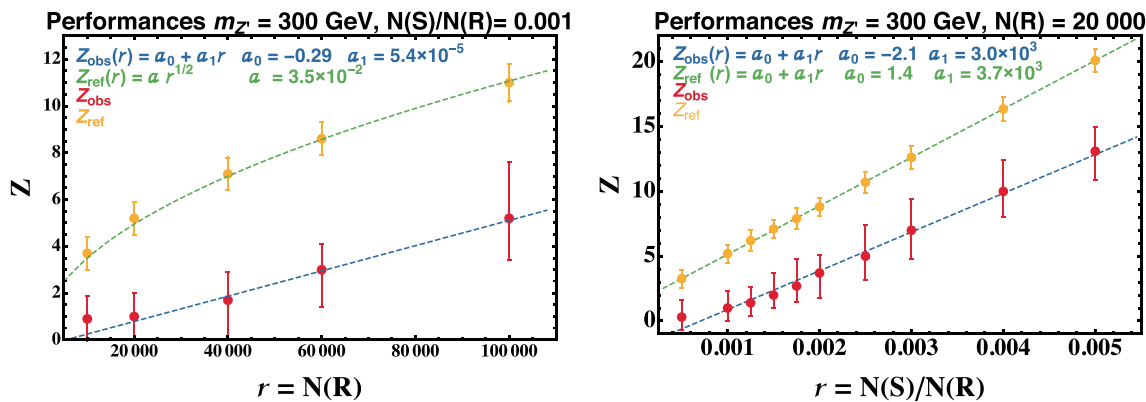 Performances m_Z' = 300 GeV, N(S)/N(R)= 0.001
Z_obs(r) = a_0 + a_1r a_0 = −0.29 a_1 = 5.4×10^-5
Z_ref(r) = a r^1/2 a = 3.5×10^-2
Z_obs
Z_ref
Z
12
10
8
6
4
2
0
20 000
40 000
60 000
80 000
100 000
r = N(R)
Performances m_Z' = 300 GeV, N(R) = 20 000
Z_obs(r) = a_0 + a_1r a_0 = −2.1 a_1 = 3.0×10^3
Z_ref (r) = a_0 + a_1r a_0 = 1.4 a_1 = 3.7×10^3
Z_obs
Z_ref
Z
20
15
10
5
0
0.001
0.002
0.003
0.004
0.005
r = N(S)/N(R)